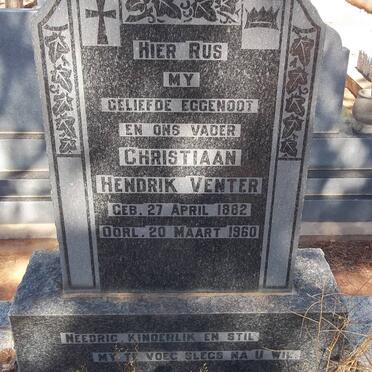 HIER RUS
MY
GELIEFDE EGGENOOT
EN ONS VADER
CHRISTIAAN
HENDRIK VENTER
GEB. 27 APRIL 1882
OORL. 20 MAART 1960
NEEDRIG, KINDERLIK EN STIL
MY TE VOEG SLEGS NA U WIL.